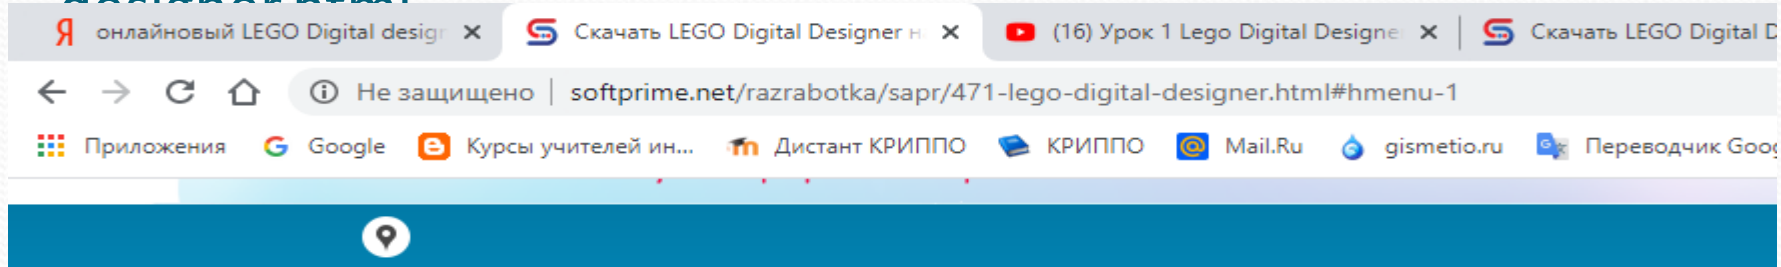 designer.html
онлайновый LEGO Digital desig
Скачать LEGO Digital Designer н
(16) Урок 1 Lego Digital Designe
Скачать LEGO Digital D
Не защищено | softprime.net/razrabotka/sapr/471-lego-digital-designer.html#hmenu-1
Приложения Google Курсы учителей ин... Дистант КРИППО КРИППО Mail.Ru gismetio.ru Переводчик Goog